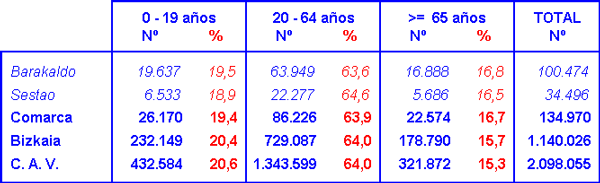 0 - 19 años 20 - 64 años >= 65 años TOTAL
Nº % Nº % Nº % Nº
Barakaldo 19.637 19,5 63.949 63,6 16.888 16,8 100.474
Sestao 6.533 18,9 22.277 64,6 5.686 16,5 34.496
Comarca 26.170 19,4 86.226 63,9 22.574 16,7 134.970
Bizkaia 232.149 20,4 729.087 64,0 178.790 15,7 1.140.026
C. A. V. 432.584 20,6 1.343.599 64,0 321.872 15,3 2.098.055